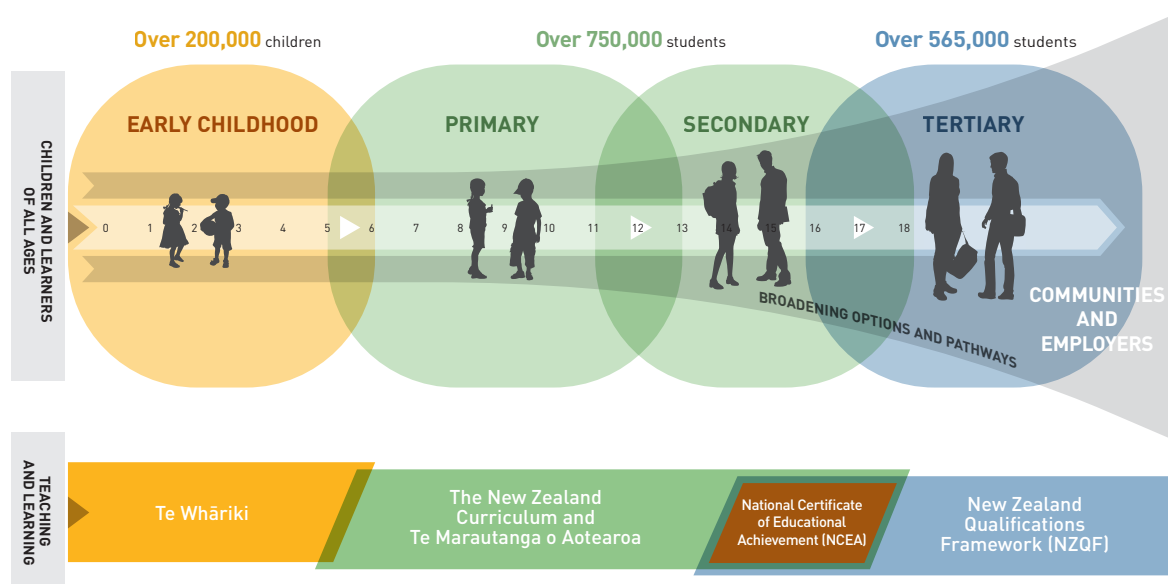 Over 200,000 children
Over 750,000 students
Over 565,000 students
CHILDREN AND LEARNERS
OF ALL AGES
EARLY CHILDHOOD
PRIMARY
SECONDARY
TERTIARY
0 1 2 3 4 5 6 7 8 9 10 11 12 13 14 15 16 17 18
BROADENING OPTIONS AND PATHWAYS
COMMUNITIES
AND
EMPLOYERS
TEACHING
AND LEARNING
Te Whāriki
The New Zealand
Curriculum and
Te Marautanga o Aotearoa
National Certificate
of Educational
Achievement (NCEA)
New Zealand
Qualifications
Framework (NZQF)